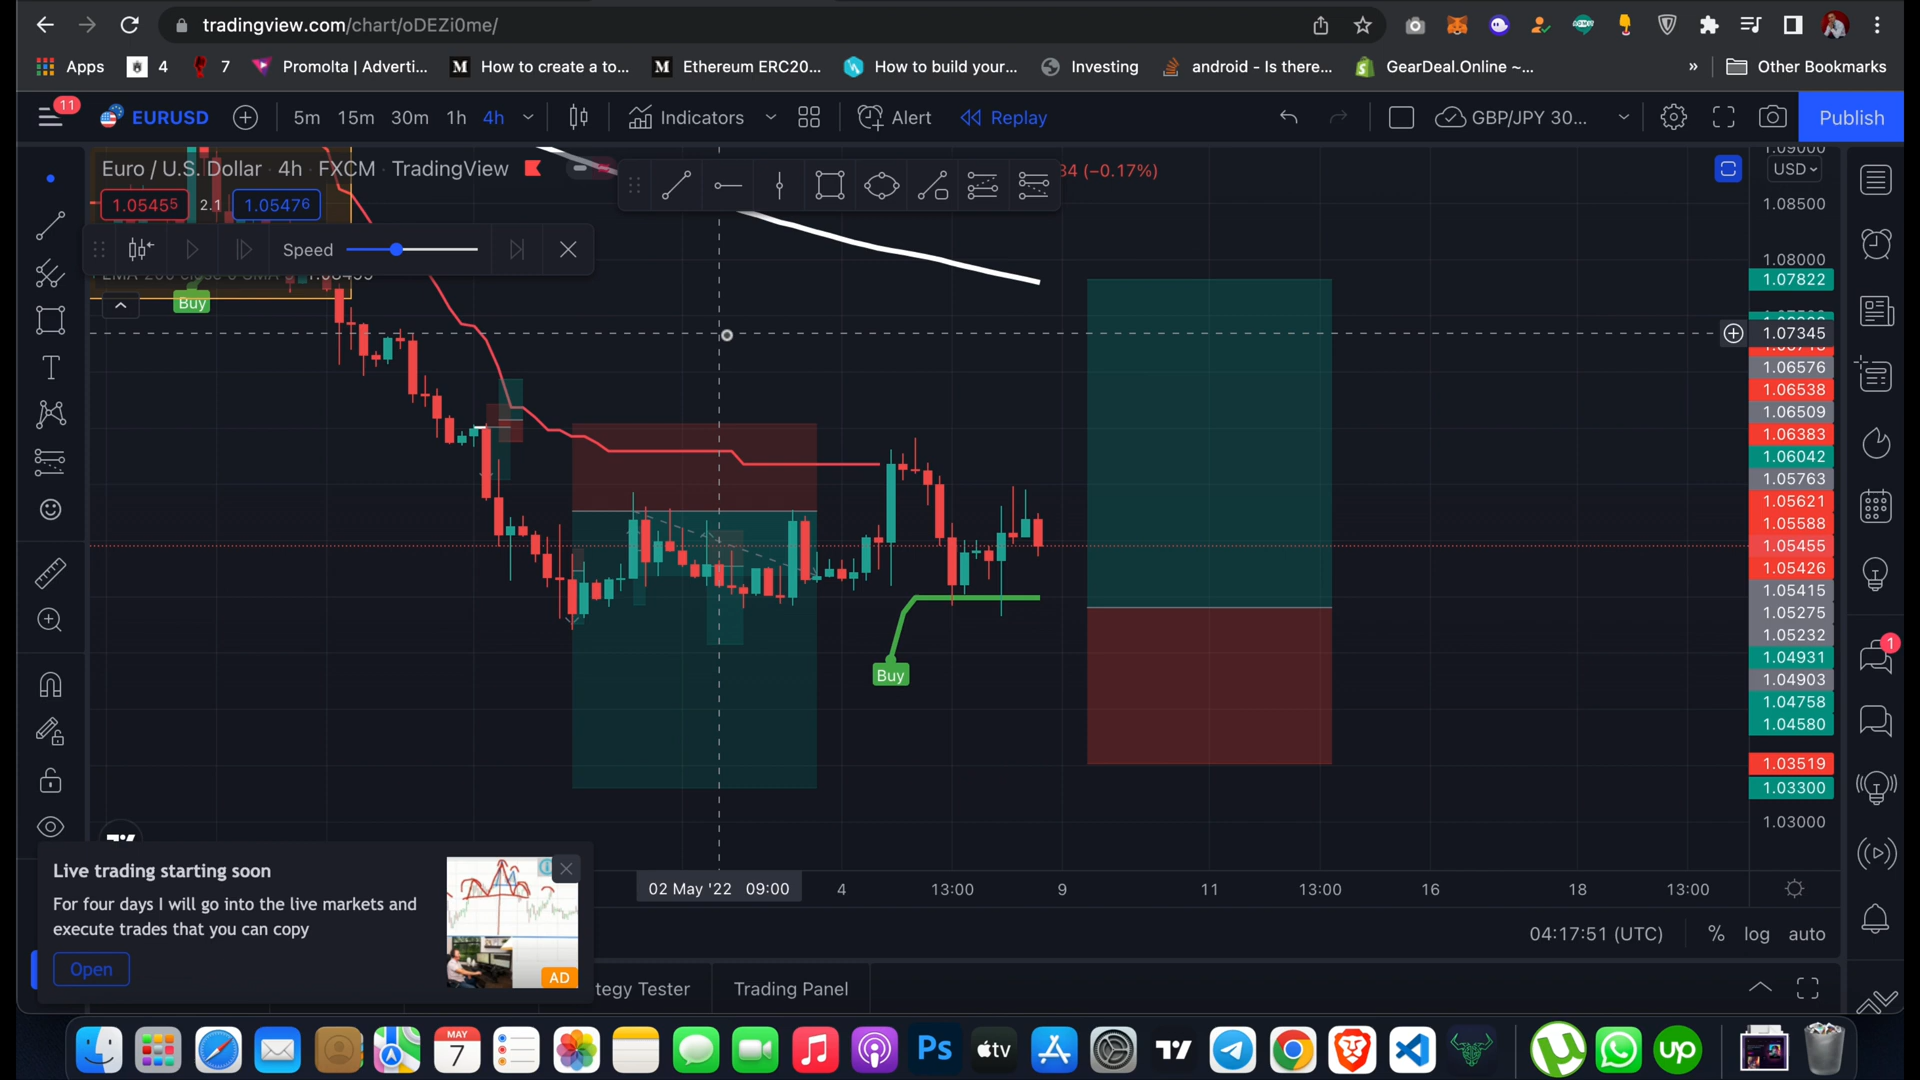 tradingview.com/chart/oDEZi0me/
Apps
4
7
Promolta | Adverti...
How to create a to...
Ethereum ERC20...
How to build your...
Investing
android - Is there...
GearDeal.Online ~...
»
Other Bookmarks
11
EURUSD
5m
15m
30m
1h
4h
Indicators
Alert
Replay
GBP/JPY 30...
Publish
Euro / U.S. Dollar · 4h · FXCM · TradingView
34 (−0.17%)
USD
1.05455
2.1
1.05476
Speed
Buy
Buy
1.09000
1.08500
1.08000
1.07822
1.07345
1.06576
1.06538
1.06509
1.06383
1.06042
1.05763
1.05621
1.05588
1.05455
1.05426
1.05415
1.05275
1.05232
1.04931
1.04903
1.04758
1.04580
1.03519
1.03300
1.03000
1
02 May '22 09:00
4
13:00
9
11
13:00
16
18
13:00
Live trading starting soon
For four days I will go into the live markets and
execute trades that you can copy
Open
AD
04:17:51 (UTC)
%
log
auto
tegy Tester
Trading Panel
MAY
7
Ps
tv
up